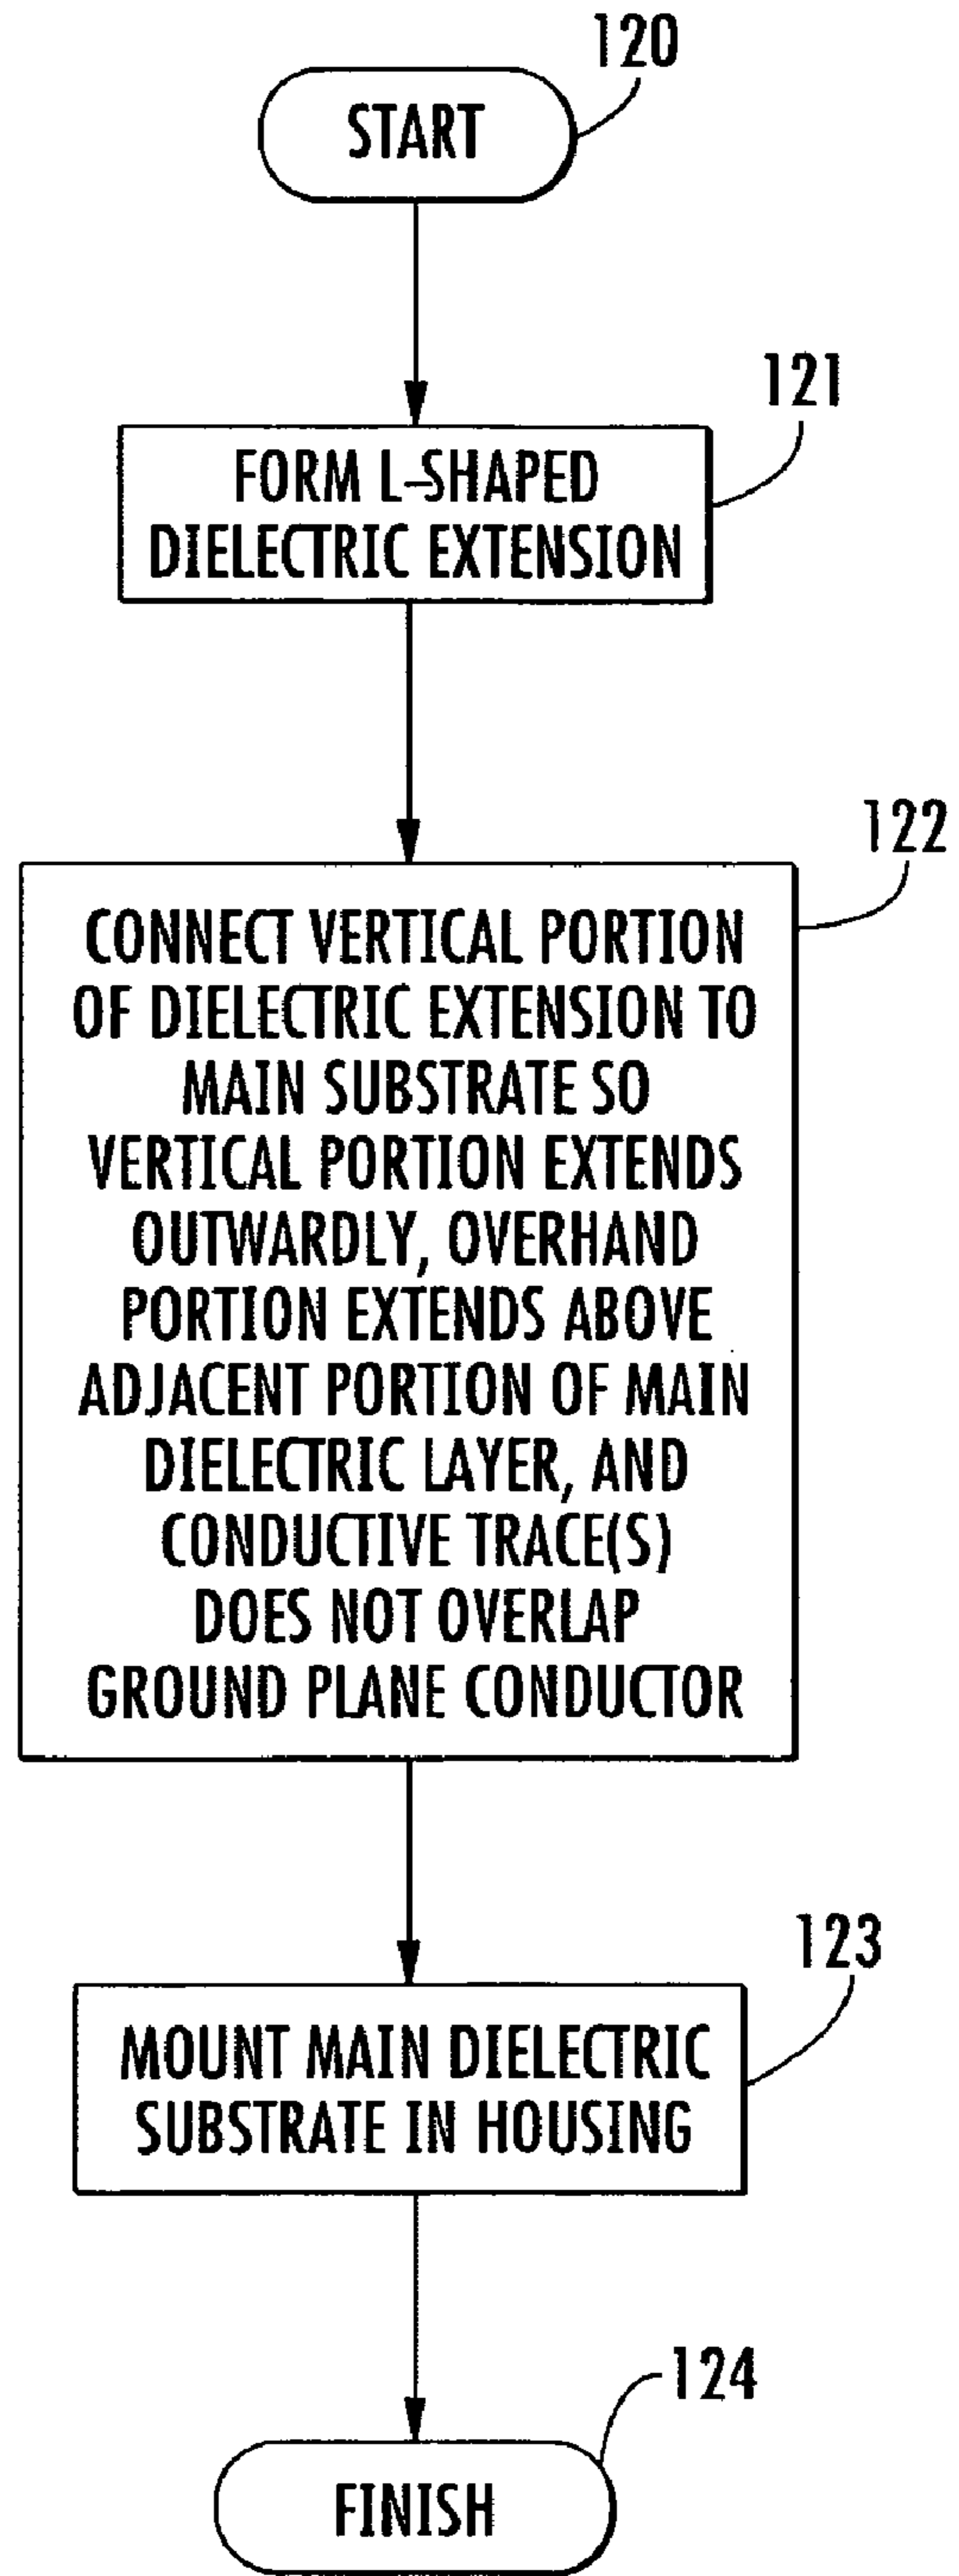 120
START
121
FORM L-SHAPED
DIELECTRIC EXTENSION
122
CONNECT VERTICAL PORTION
OF DIELECTRIC EXTENSION TO
MAIN SUBSTRATE SO
VERTICAL PORTION EXTENDS
OUTWARDLY, OVERHAND
PORTION EXTENDS ABOVE
ADJACENT PORTION OF MAIN
DIELECTRIC LAYER, AND
CONDUCTIVE TRACE(S)
DOES NOT OVERLAP
GROUND PLANE CONDUCTOR
123
MOUNT MAIN DIELECTRIC
SUBSTRATE IN HOUSING
124
FINISH